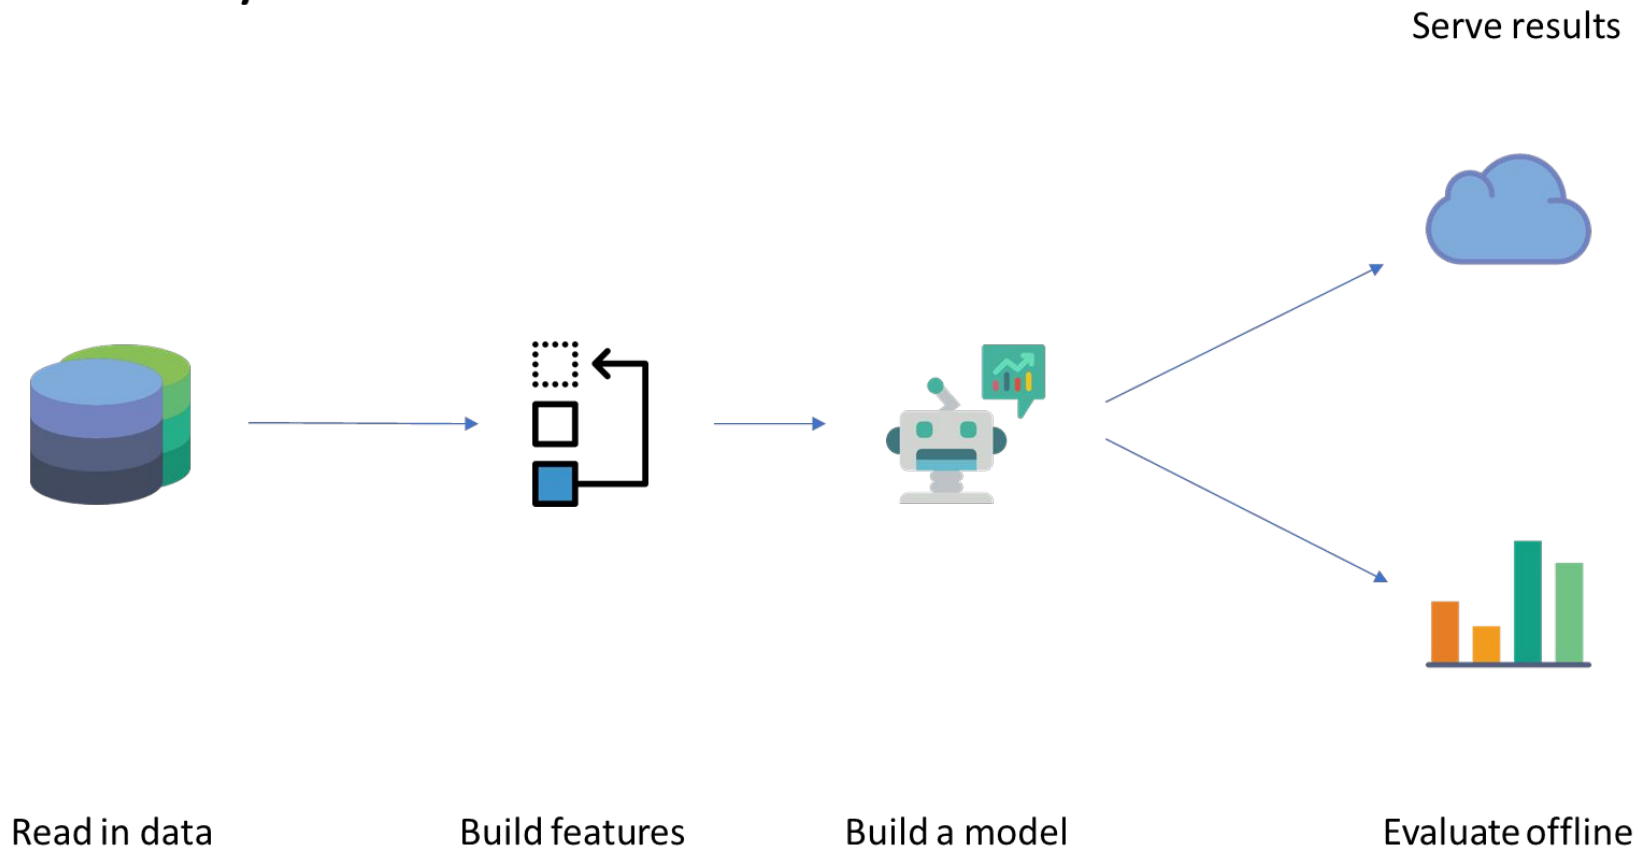 Serve results
Read in data
Build features
Build a model
Evaluate offline